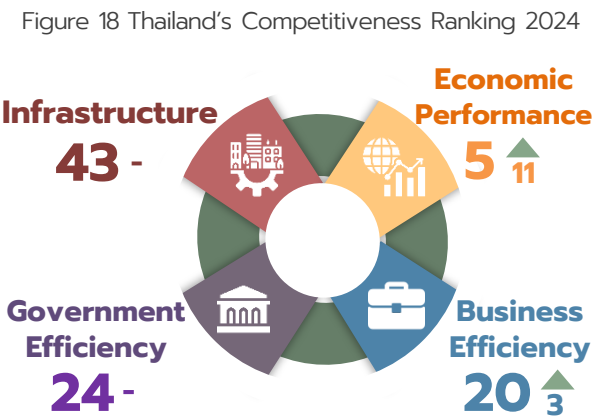 Figure 18 Thailand’s Competitiveness Ranking 2024
Infrastructure
43 -
Economic
Performance
5 11
Government
Efficiency
24 -
Business
Efficiency
20 3